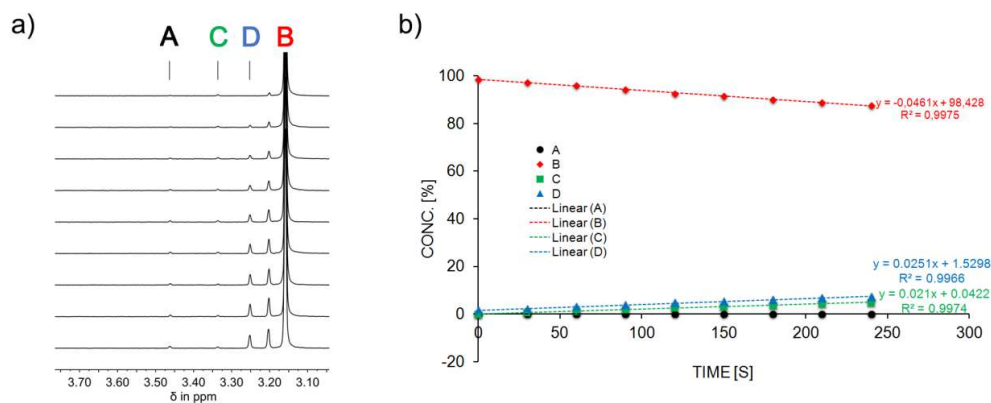 a)
A C D B
3.70 3.60 3.50 3.40 3.30 3.20 3.10
δ in ppm
b)
CONC. [%]
100
80
60
40
20
0
-20
y = -0,0461x + 98,428
R² = 0,9975
A
B
C
D
Linear (A)
Linear (B)
Linear (C)
Linear (D)
y = 0.0251x + 1.5298
R² = 0.9966
y = 0.021x + 0.0422
R² = 0.9974
0 50 100 150 200 250 300
TIME [S]